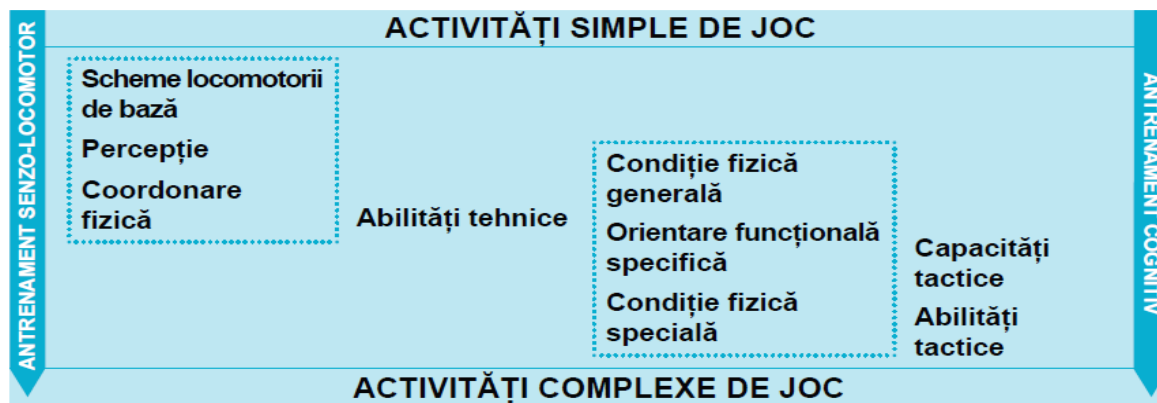 ACTIVITĂȚI SIMPLE DE JOC
ANTRENAMENT SENZO-LOCOMOTOR
Scheme locomotorii
de bază
Percepție
Coordonare
fizică
Abilități tehnice
Condiție fizică
generală
Orientare funcțională
specifică
Condiție fizică
specială
Capacități
tactice
Abilități
tactice
ANTRENAMENT COGNITIV
ACTIVITĂȚI COMPLEXE DE JOC